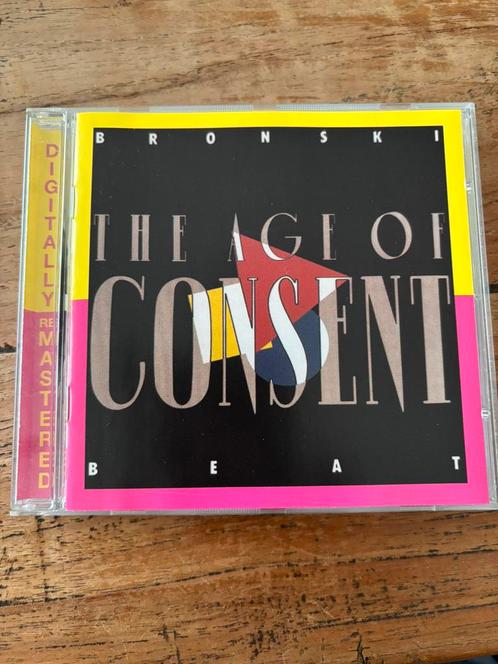 BRONSKI
THE AGE OF
CONSENT
BEAT
DIGITALLY
RE
MASTERED